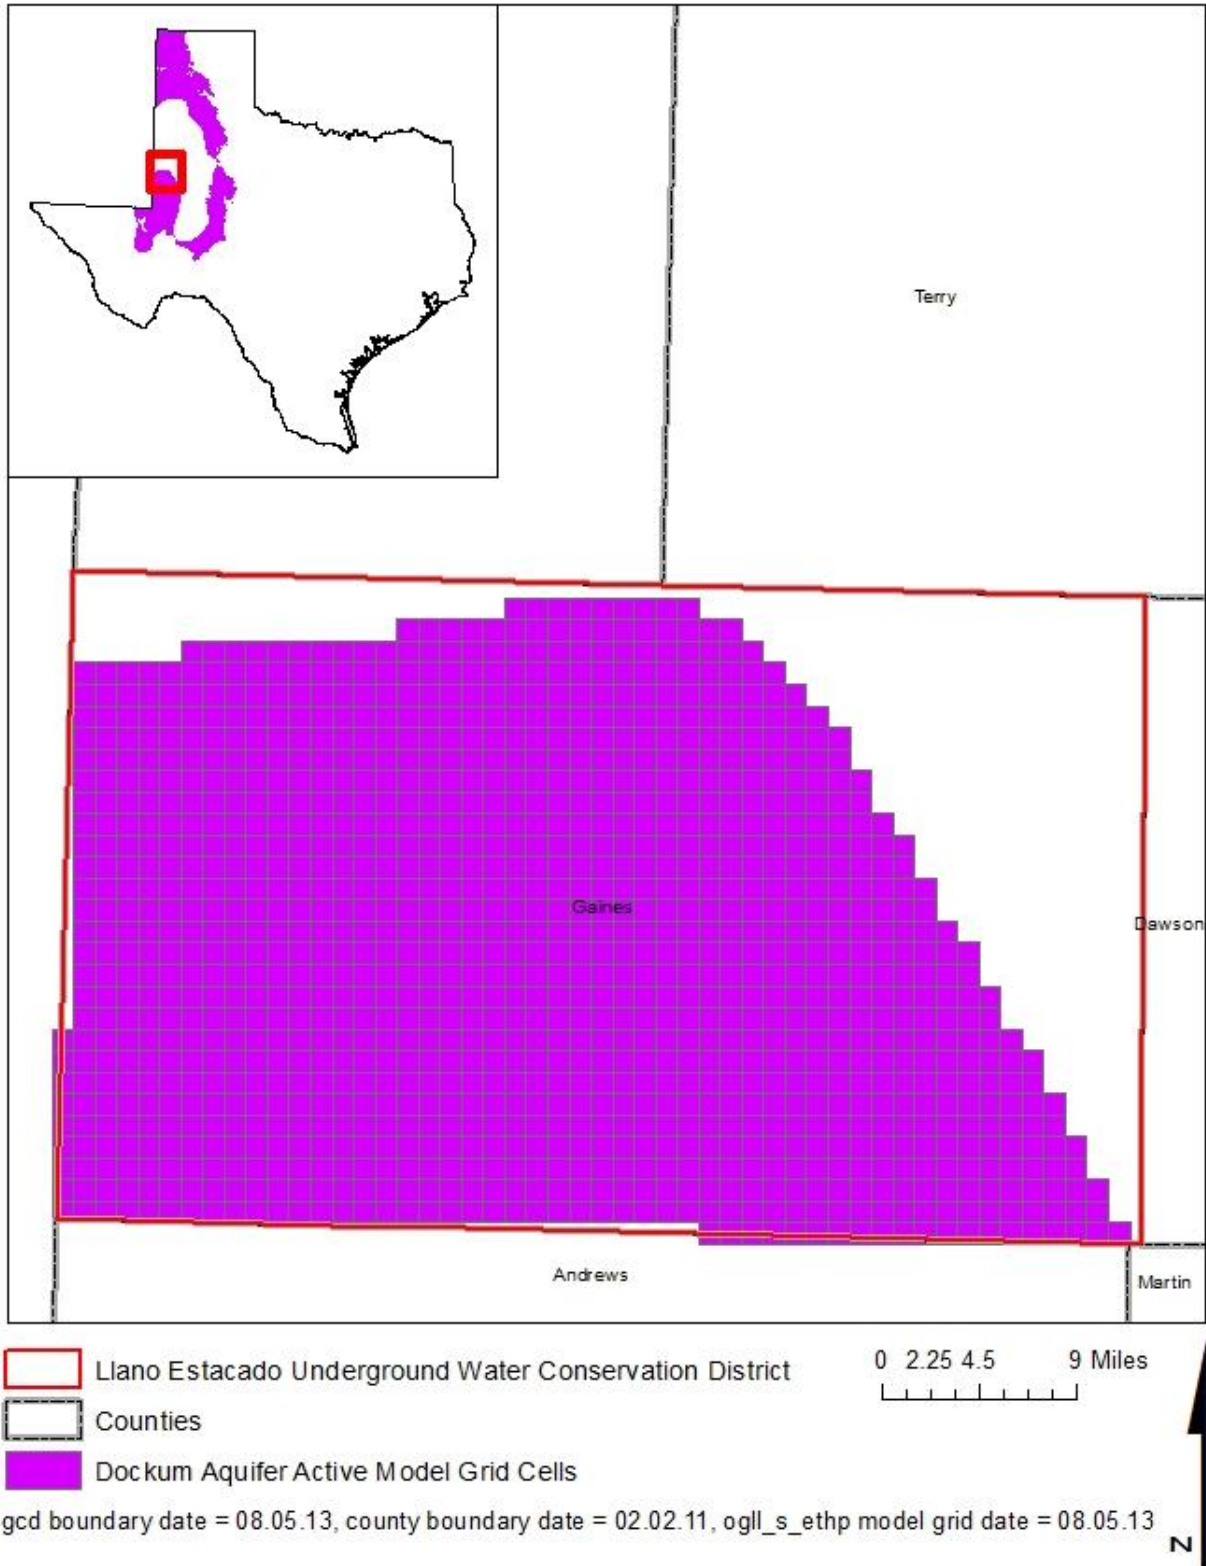 Terry
Gaines
Dawson
Andrews
Martin
Llano Estacado Underground Water Conservation District
0 2.25 4.5 9 Miles
Counties
Dockum Aquifer Active Model Grid Cells
gcd boundary date = 08.05.13, county boundary date = 02.02.11, ogll_s_ethp model grid date = 08.05.13
N